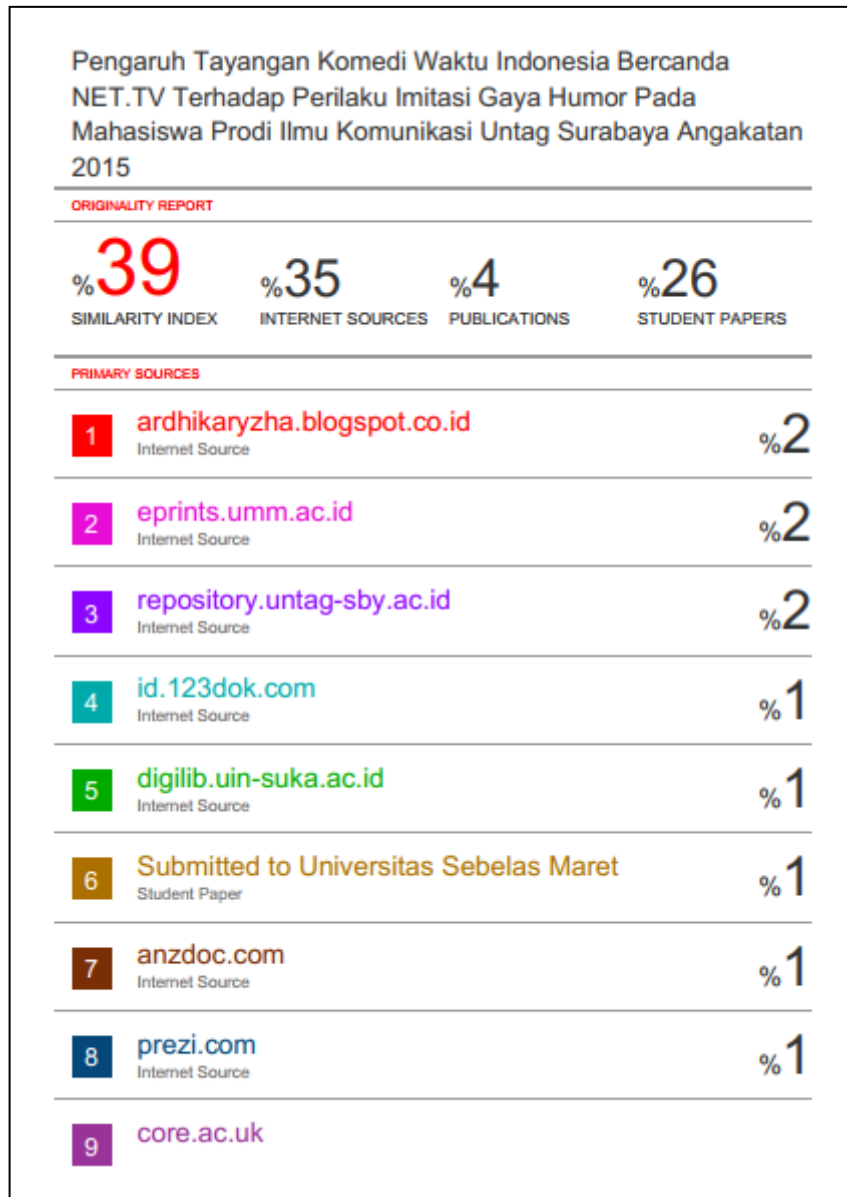 Pengaruh Tayangan Komedi Waktu Indonesia Bercanda
NET.TV Terhadap Perilaku Imitasi Gaya Humor Pada
Mahasiswa Prodi Ilmu Komunikasi Untag Surabaya Angakatan
2015
ORIGINALITY REPORT
%39 %35 %4 %26
SIMILARITY INDEX INTERNET SOURCES PUBLICATIONS STUDENT PAPERS
PRIMARY SOURCES
1 ardhikaryzha.blogspot.co.id %2
Internet Source
2 eprints.umm.ac.id %2
Internet Source
3 repository.untag-sby.ac.id %2
Internet Source
4 id.123dok.com %1
Internet Source
5 digilib.uin-suka.ac.id %1
Internet Source
6 Submitted to Universitas Sebelas Maret %1
Student Paper
7 anzdoc.com %1
Internet Source
8 prezi.com %1
Internet Source
9 core.ac.uk